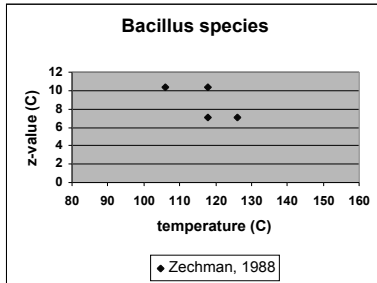 Bacillus species
12
10
8
6
4
2
0
z-value (C)
80 90 100 110 120 130 140 150 160
temperature (C)
Zechman, 1988